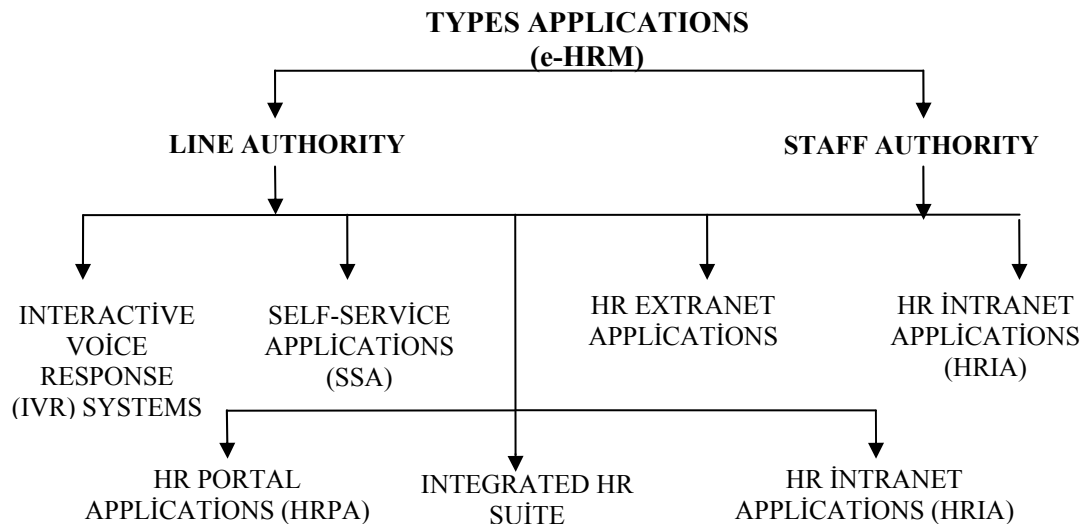 TYPES APPLICATIONS
(e-HRM)
LINE AUTHORITY
STAFF AUTHORITY
INTERACTİVE
VOİCE
RESPONSE
(IVR) SYSTEMS
SELF-SERVİCE
APPLİCATİONS
(SSA)
HR EXTRANET
APPLİCATİONS
HR İNTRANET
APPLİCATİONS
(HRIA)
HR PORTAL
APPLİCATİONS (HRPA)
INTEGRATED HR
SUİTE
HR İNTRANET
APPLİCATİONS (HRIA)